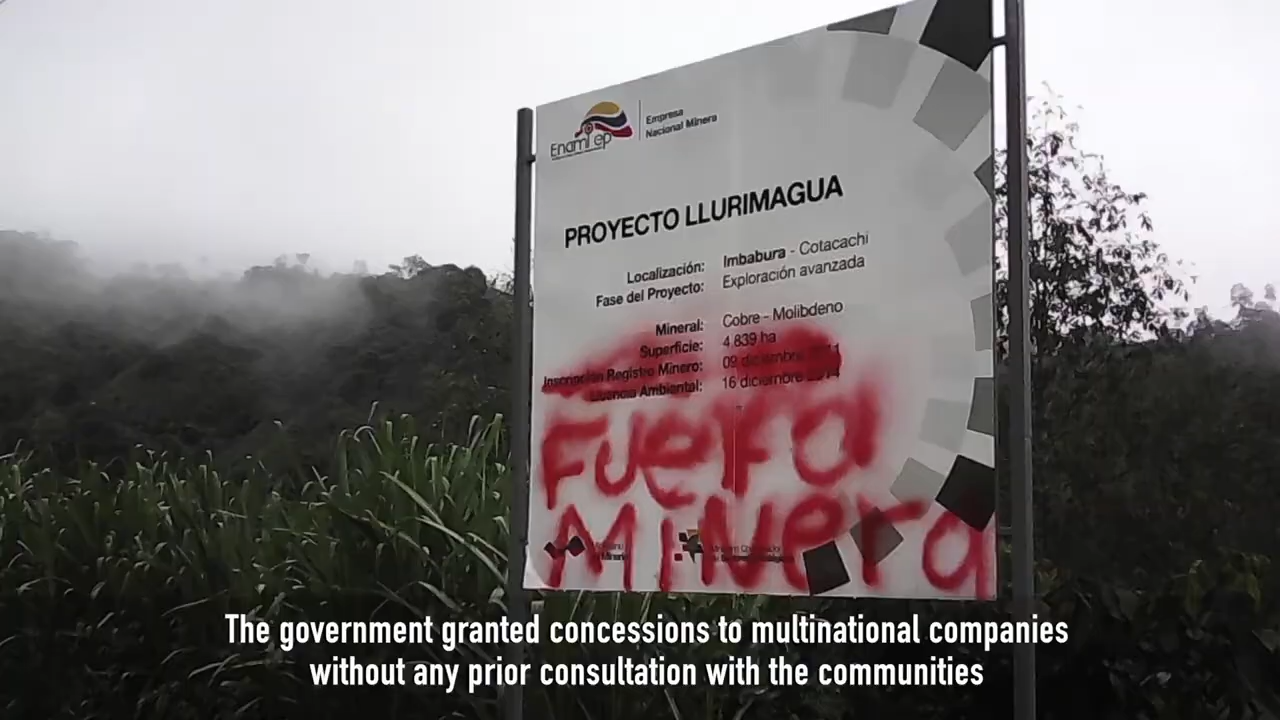 Enami ep
Empresa
Nacional Minera
PROYECTO LLURIMAGUA
Localización: Imbabura - Cotacachi
Fase del Proyecto: Exploración avanzada
Mineral: Cobre - Molibdeno
Superficie: 4 839 ha
Inscripción Registro Minero: 09 diciembre 2011
Licencia Ambiental: 16 diciembre 2014
Fuera
Minera
The government granted concessions to multinational companies
without any prior consultation with the communities